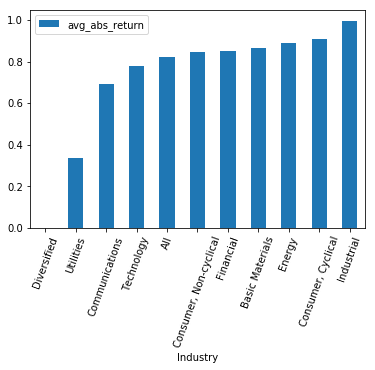 avg_abs_return
1.0
0.8
0.6
0.4
0.2
0.0
Diversified
Utilities
Communications
Technology
All
Consumer, Non-cyclical
Financial
Basic Materials
Energy
Consumer, Cyclical
Industrial
Industry